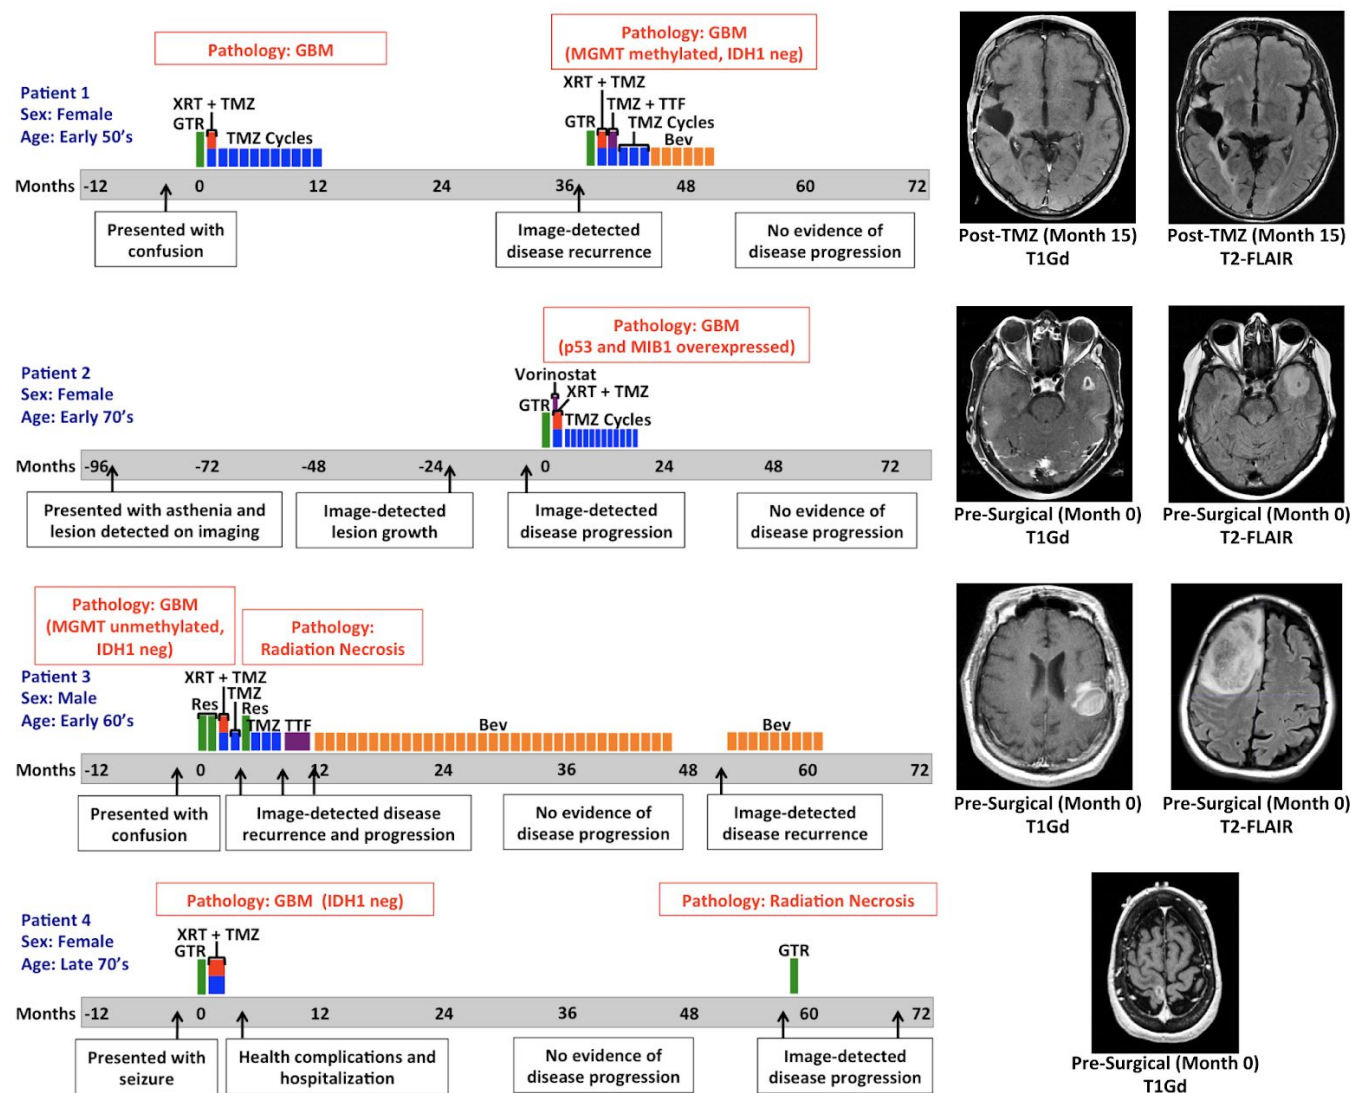 Pathology: GBM
Pathology: GBM
(MGMT methylated, IDH1 neg)
Patient 1
Sex: Female
Age: Early 50's
XRT + TMZ
GTR
TMZ Cycles
XRT + TMZ
TMZ + TTF
GTR
TMZ Cycles
Bev
Months -12 0 12 24 36 48 60 72
Presented with
confusion
Image-detected
disease recurrence
No evidence of
disease progression
Post-TMZ (Month 15)
T1Gd
Post-TMZ (Month 15)
T2-FLAIR
Pathology: GBM
(p53 and MIB1 overexpressed)
Patient 2
Sex: Female
Age: Early 70's
Vorinostat
XRT + TMZ
GTR
TMZ Cycles
Months -96 -72 -48 -24 0 24 48 72
Presented with asthenia and
lesion detected on imaging
Image-detected
lesion growth
Image-detected
disease progression
No evidence of
disease progression
Pre-Surgical (Month 0)
T1Gd
Pre-Surgical (Month 0)
T2-FLAIR
Pathology: GBM
(MGMT unmethylated,
IDH1 neg)
Pathology:
Radiation Necrosis
Patient 3
Sex: Male
Age: Early 60's
XRT + TMZ
TMZ
Res
Res
TMZ
TTF
Bev
Bev
Months -12 0 24 36 48 60 72
Presented with
confusion
Image-detected disease
recurrence and progression
No evidence of
disease progression
Image-detected
disease recurrence
Pre-Surgical (Month 0)
T1Gd
Pre-Surgical (Month 0)
T2-FLAIR
Pathology: GBM (IDH1 neg)
Pathology: Radiation Necrosis
Patient 4
Sex: Female
Age: Late 70's
XRT + TMZ
GTR
GTR
Months -12 0 12 24 36 48 60 72
Presented with
seizure
Health complications and
hospitalization
No evidence of
disease progression
Image-detected
disease progression
Pre-Surgical (Month 0)
T1Gd